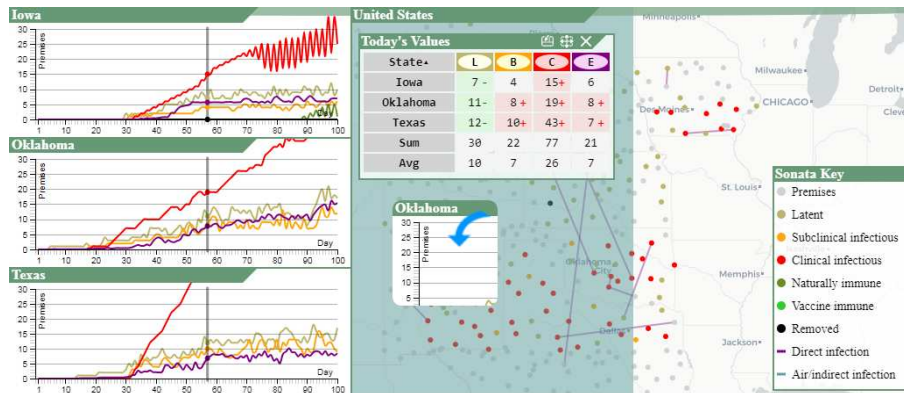 Iowa
Premises
30
25
20
15
10
5
Day
1 10 20 30 40 50 60 70 80 90 100
Oklahoma
Premises
30
25
20
15
10
5
Day
1 10 20 30 40 50 60 70 80 90 100
Texas
Premises
30
25
20
15
10
5
Day
1 10 20 30 40 50 60 70 80 90 100
United States
Today's Values
State▴ L B C E
Iowa 7 - 4 15+ 6
Oklahoma 11- 8 + 19+ 8 +
Texas 12- 10+ 43+ 7 +
Sum 30 22 77 21
Avg 10 7 26 7
Oklahoma
Premises
30
25
20
15
10
5
Minneapolis
Milwaukee
CHICAGO
Detroit
Cleve
Des Moines
St. Louis
Oklahoma
City
Memphis
Dallas
Jackson
Sonata Key
Premises
Latent
Subclinical infectious
Clinical infectious
Naturally immune
Vaccine immune
Removed
Direct infection
Air/indirect infection